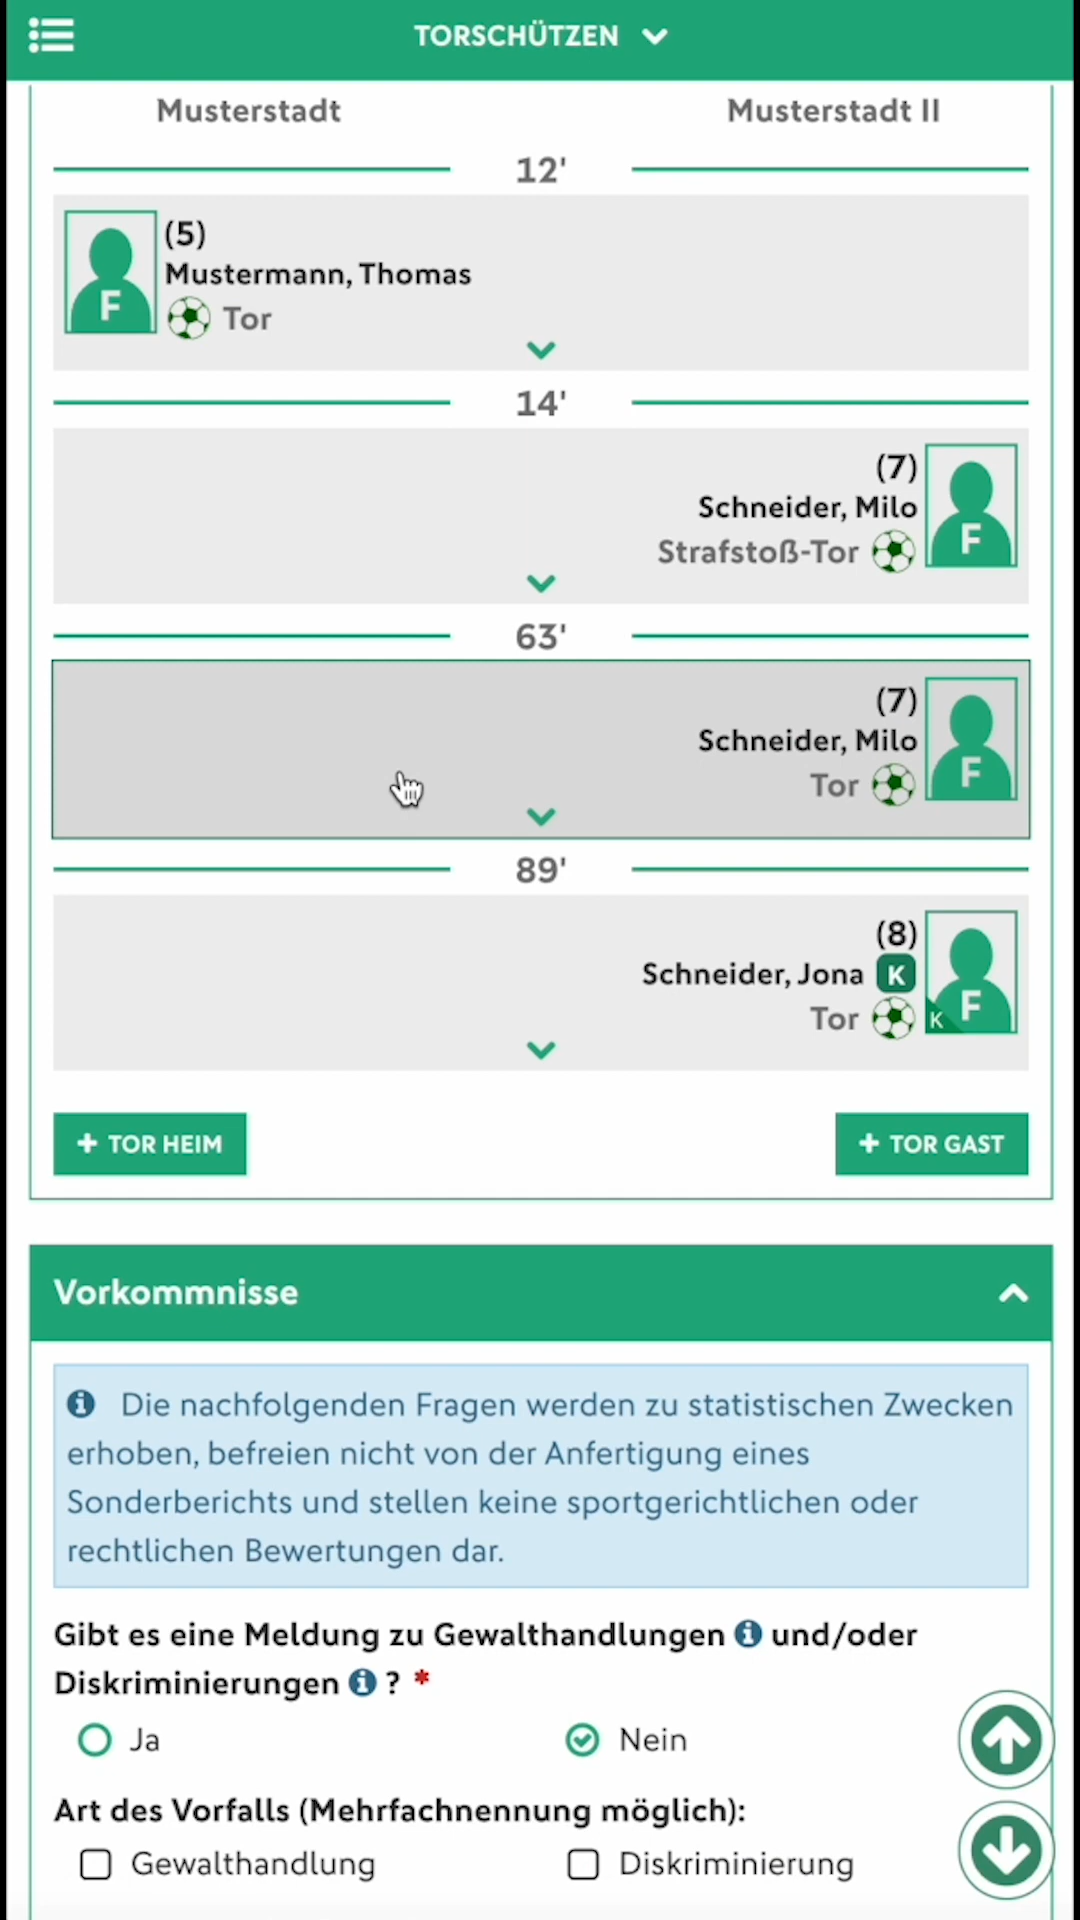 TORSCHÜTZEN
Musterstadt Musterstadt II
12'
(5)
Mustermann, Thomas
F
Tor
14'
(7)
Schneider, Milo
F
Strafstoß-Tor
63'
(7)
Schneider, Milo
F
Tor
89'
(8)
Schneider, Jona K
F
Tor K
+ TOR HEIM + TOR GAST
Vorkommnisse
Die nachfolgenden Fragen werden zu statistischen Zwecken
erhoben, befreien nicht von der Anfertigung eines
Sonderberichts und stellen keine sportgerichtlichen oder
rechtlichen Bewertungen dar.
Gibt es eine Meldung zu Gewalthandlungen i und/oder
Diskriminierungen i ? *
Ja Nein
Art des Vorfalls (Mehrfachnennung möglich):
Gewalthandlung Diskriminierung